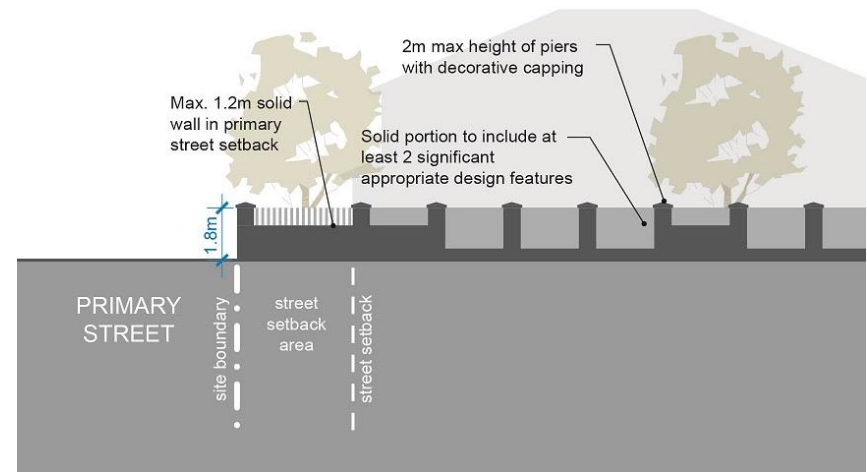 2m max height of piers
with decorative capping
Max. 1.2m solid
wall in primary
street setback
Solid portion to include at
least 2 significant
appropriate design features
1.8m
PRIMARY
STREET
site boundary
street
setback
area
street setback